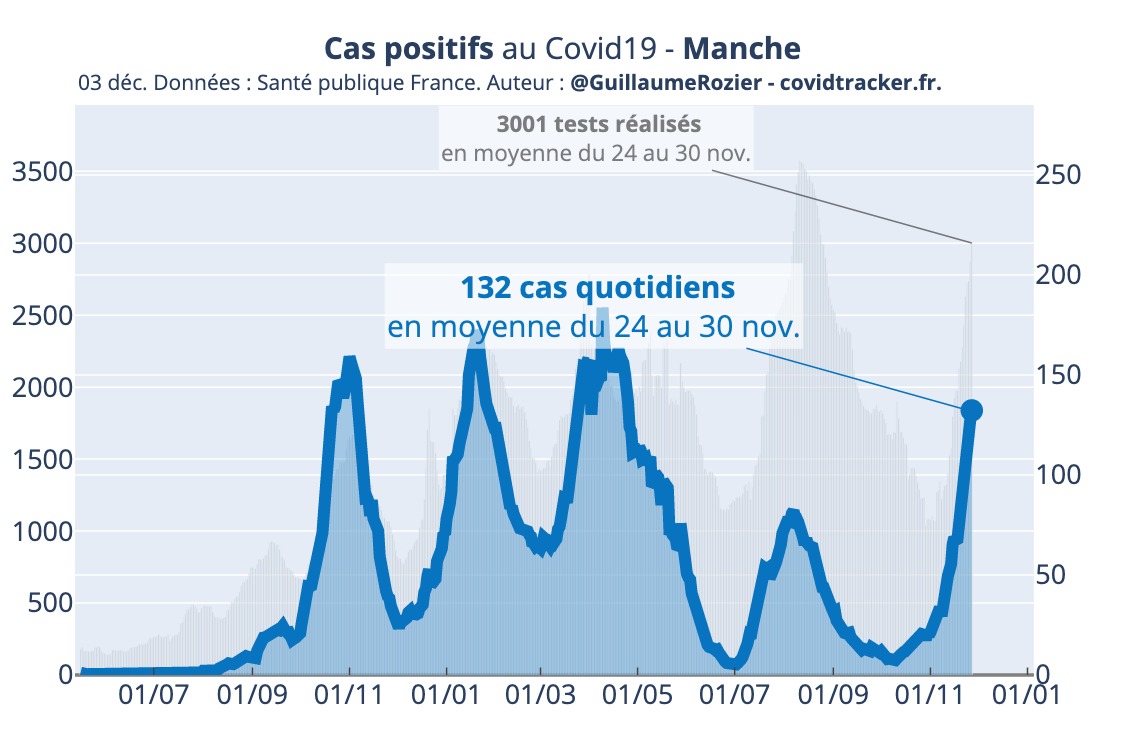 Cas positifs au Covid19 - Manche
03 déc. Données : Santé publique France. Auteur : @GuillaumeRozier - covidtracker.fr.
3001 tests réalisés
en moyenne du 24 au 30 nov.
132 cas quotidiens
en moyenne du 24 au 30 nov.
3500
3000
2500
2000
1500
1000
500
0
250
200
150
100
50
0
01/07 01/09 01/11 01/01 01/03 01/05 01/07 01/09 01/11 01/01